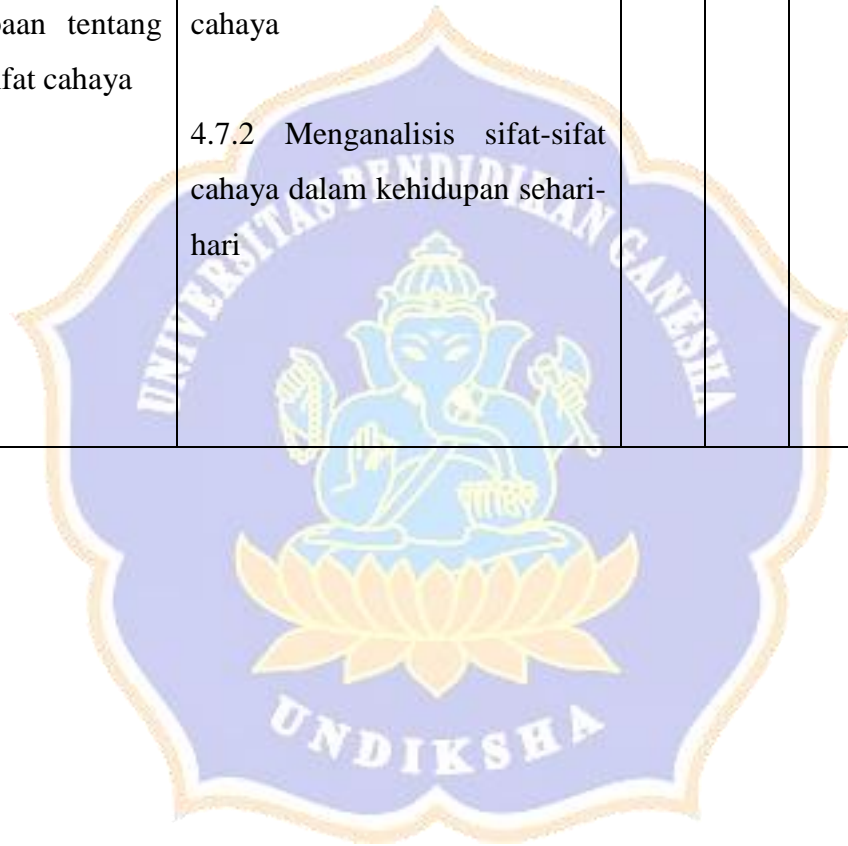 aan tentang
fat cahaya
cahaya
4.7.2 Menganalisis sifat-sifat
cahaya dalam kehidupan sehari-
hari
UNIVERSITAS PENDIDIKAN GANESHA
UNDIKSHA